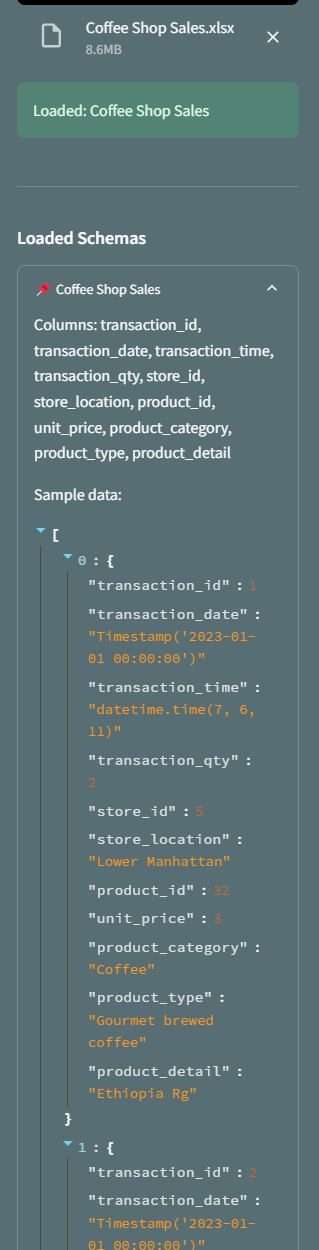 Coffee Shop Sales.xlsx
8.6MB
Loaded: Coffee Shop Sales
Loaded Schemas
Coffee Shop Sales
Columns: transaction_id,
transaction_date, transaction_time,
transaction_qty, store_id,
store_location, product_id,
unit_price, product_category,
product_type, product_detail
Sample data:
[
0 : {
"transaction_id" : 1
"transaction_date" :
"Timestamp('2023-01-
01 00:00:00')"
"transaction_time" :
"datetime.time(7, 6,
11)"
"transaction_qty" :
2
"store_id" : 5
"store_location" :
"Lower Manhattan"
"product_id" : 32
"unit_price" : 3
"product_category" :
"Coffee"
"product_type" :
"Gourmet brewed
coffee"
"product_detail" :
"Ethiopia Rg"
}
1 : {
"transaction_id" : 2
"transaction_date" :
"Timestamp('2023-01-
01 00:00:00')"